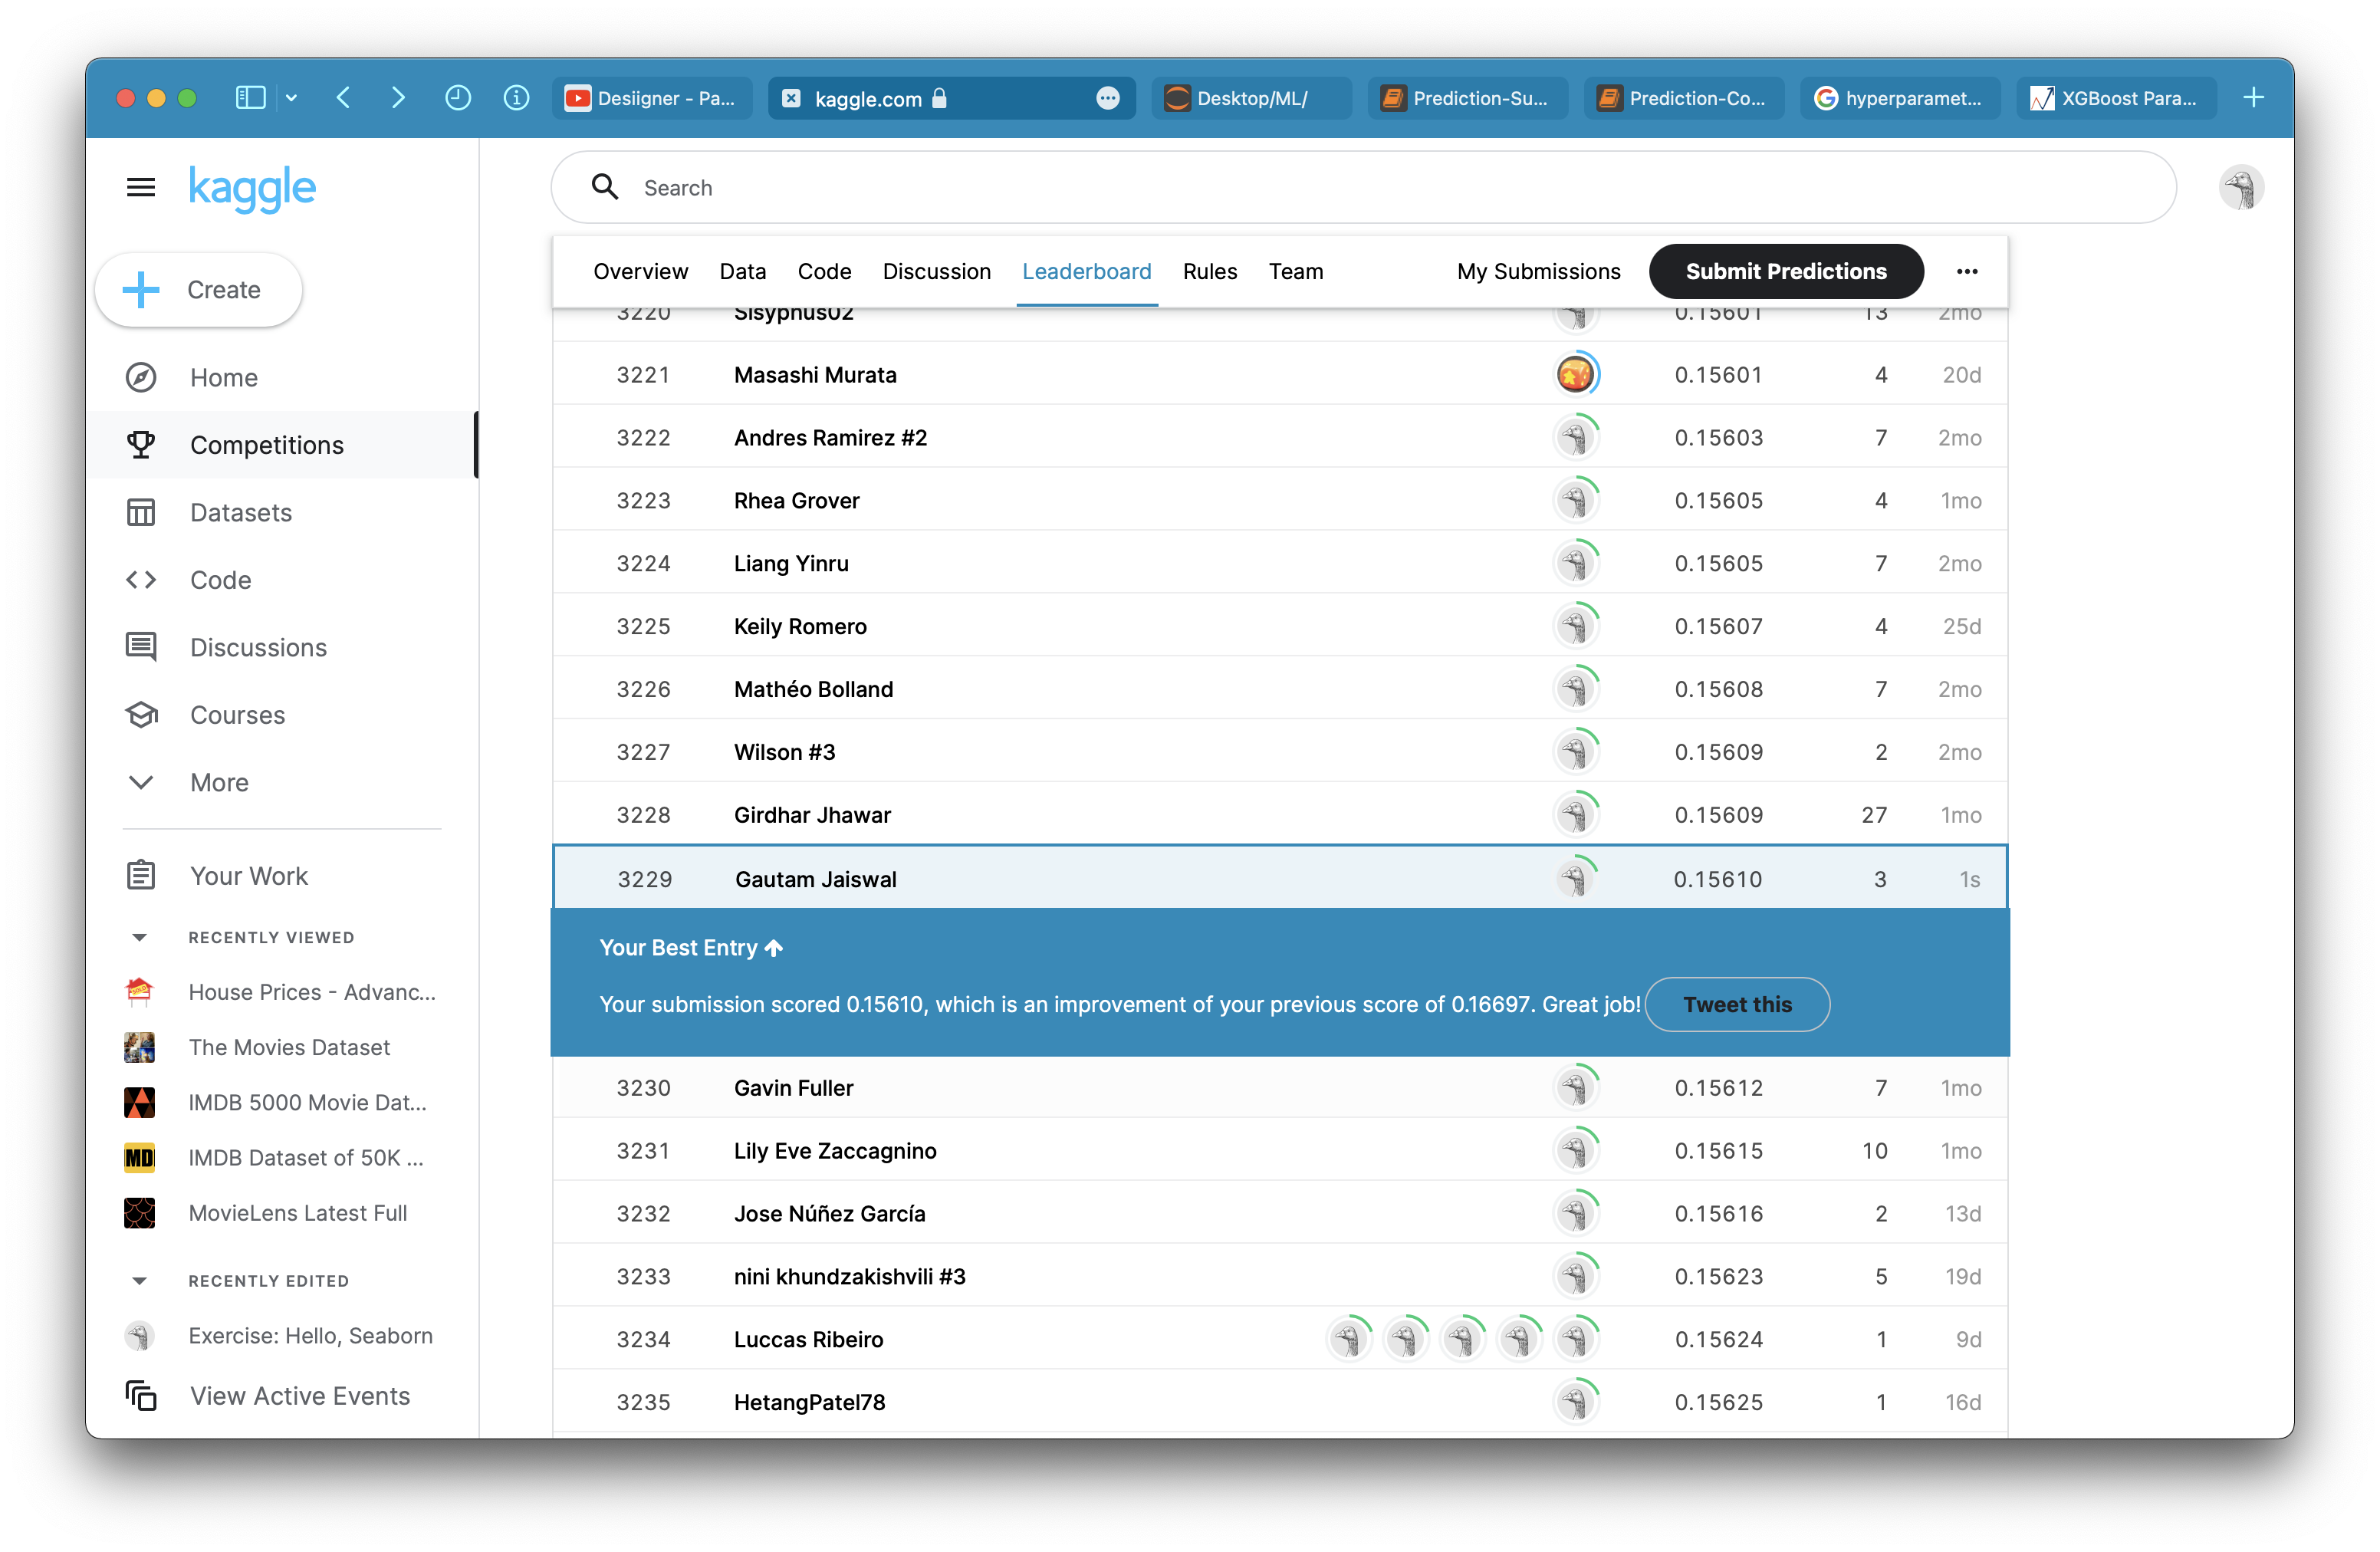 Desiigner - Pa...
kaggle.com
Desktop/ML/
Prediction-Su...
Prediction-Co...
hyperparamet...
XGBoost Para...
kaggle
Search
Create
Home
Competitions
Datasets
Code
Discussions
Courses
More
Your Work
RECENTLY VIEWED
House Prices - Advanc...
The Movies Dataset
IMDB 5000 Movie Dat...
MD
IMDB Dataset of 50K ...
MovieLens Latest Full
RECENTLY EDITED
Exercise: Hello, Seaborn
View Active Events
Overview Data Code Discussion Leaderboard Rules Team My Submissions Submit Predictions
3220 Sisyphus02 0.15601 13 2mo
3221 Masashi Murata 0.15601 4 20d
3222 Andres Ramirez #2 0.15603 7 2mo
3223 Rhea Grover 0.15605 4 1mo
3224 Liang Yinru 0.15605 7 2mo
3225 Keily Romero 0.15607 4 25d
3226 Mathéo Bolland 0.15608 7 2mo
3227 Wilson #3 0.15609 2 2mo
3228 Girdhar Jhawar 0.15609 27 1mo
3229 Gautam Jaiswal 0.15610 3 1s
Your Best Entry
Your submission scored 0.15610, which is an improvement of your previous score of 0.16697. Great job! Tweet this
3230 Gavin Fuller 0.15612 7 1mo
3231 Lily Eve Zaccagnino 0.15615 10 1mo
3232 Jose Núñez García 0.15616 2 13d
3233 nini khundzakishvili #3 0.15623 5 19d
3234 Luccas Ribeiro 0.15624 1 9d
3235 HetangPatel78 0.15625 1 16d